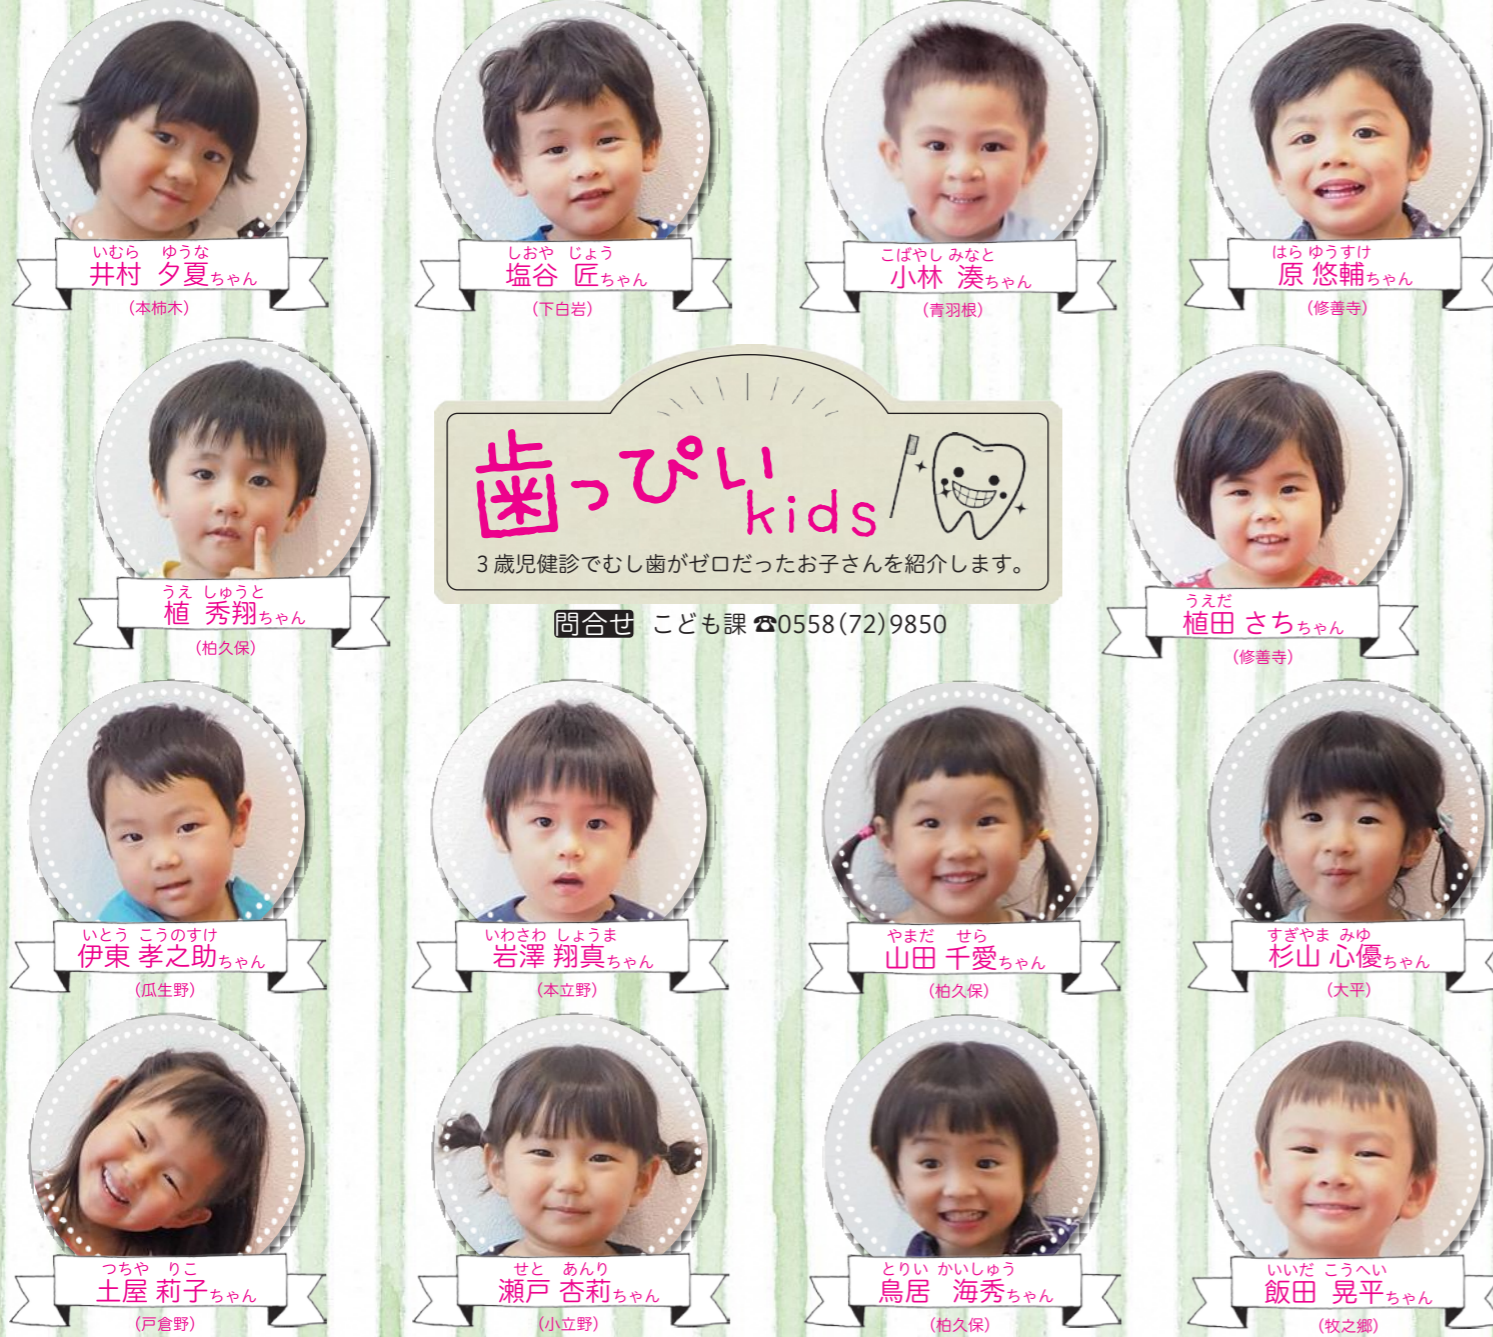 いむら ゆうな
井村 夕夏ちゃん
（本柿木）
しおや じょう
塩谷 匠ちゃん
（下白岩）
こばやし みなと
小林 湊ちゃん
（青羽根）
はら ゆうすけ
原 悠輔ちゃん
（修善寺）
うえ しゅうと
植 秀翔ちゃん
（柏久保）
歯っぴぃ
kids
3歳児健診でむし歯がゼロだったお子さんを紹介します。
問合せ こども課 ☎0558(72)9850
うえだ
植田 さちちゃん
（修善寺）
いとう こうのすけ
伊東 孝之助ちゃん
（瓜生野）
いわさわ しょうま
岩澤 翔真ちゃん
（本立野）
やまだ せら
山田 千愛ちゃん
（柏久保）
すぎやま みゆ
杉山 心優ちゃん
（大平）
つちや りこ
土屋 莉子ちゃん
（戸倉野）
せと あんり
瀬戸 杏莉ちゃん
（小立野）
とりい かいしゅう
鳥居 海秀ちゃん
（柏久保）
いいだ こうへい
飯田 晃平ちゃん
（牧之郷）